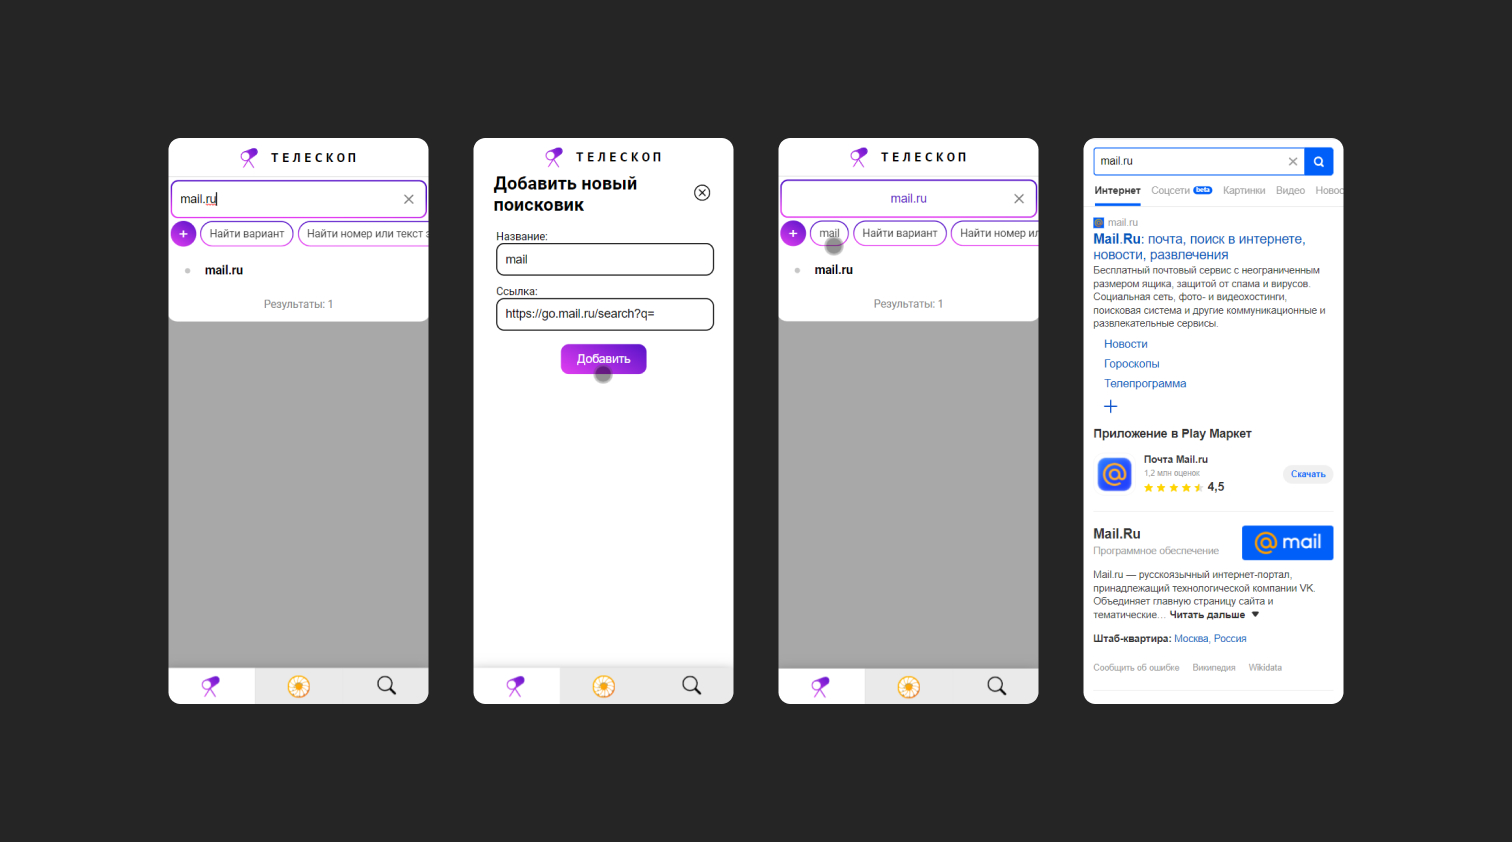 ТЕЛЕСКОП
mail.ru
Найти вариант
Найти номер или текст
mail.ru
Результаты: 1
ТЕЛЕСКОП
Добавить новый
поисковик
Название:
mail
Ссылка:
https://go.mail.ru/search?q=
Добавить
ТЕЛЕСКОП
mail.ru
mail
Найти вариант
Найти номер ил
mail.ru
Результаты: 1
mail.ru
Интернет Соцсети beta Картинки Видео Новос
mail.ru
Mail.Ru: почта, поиск в интернете,
новости, развлечения
Бесплатный почтовый сервис с неограниченным
размером ящика, защитой от спама и вирусов.
Социальная сеть, фото- и видеохостинги,
поисковая система и другие коммуникационные и
развлекательные сервисы.
Новости
Гороскопы
Телепрограмма
Приложение в Play Маркет
Почта Mail.ru
1,2 млн оценок
4,5
Скачать
Mail.Ru
Программное обеспечение
@mail
Mail.ru — русскоязычный интернет-портал,
принадлежащий технологической компании VK.
Объединяет главную страницу сайта и
тематические... Читать дальше
Штаб-квартира: Москва, Россия
Сообщить об ошибке Википедия Wikidata